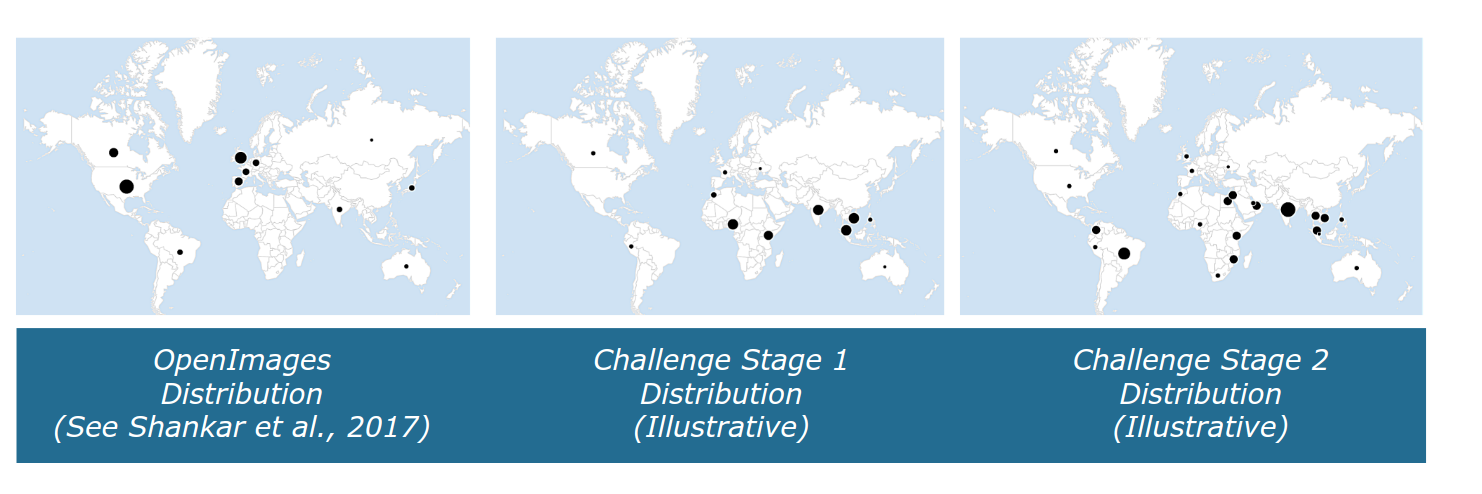 OpenImages
Distribution
(See Shankar et al., 2017)
Challenge Stage 1
Distribution
(Illustrative)
Challenge Stage 2
Distribution
(Illustrative)